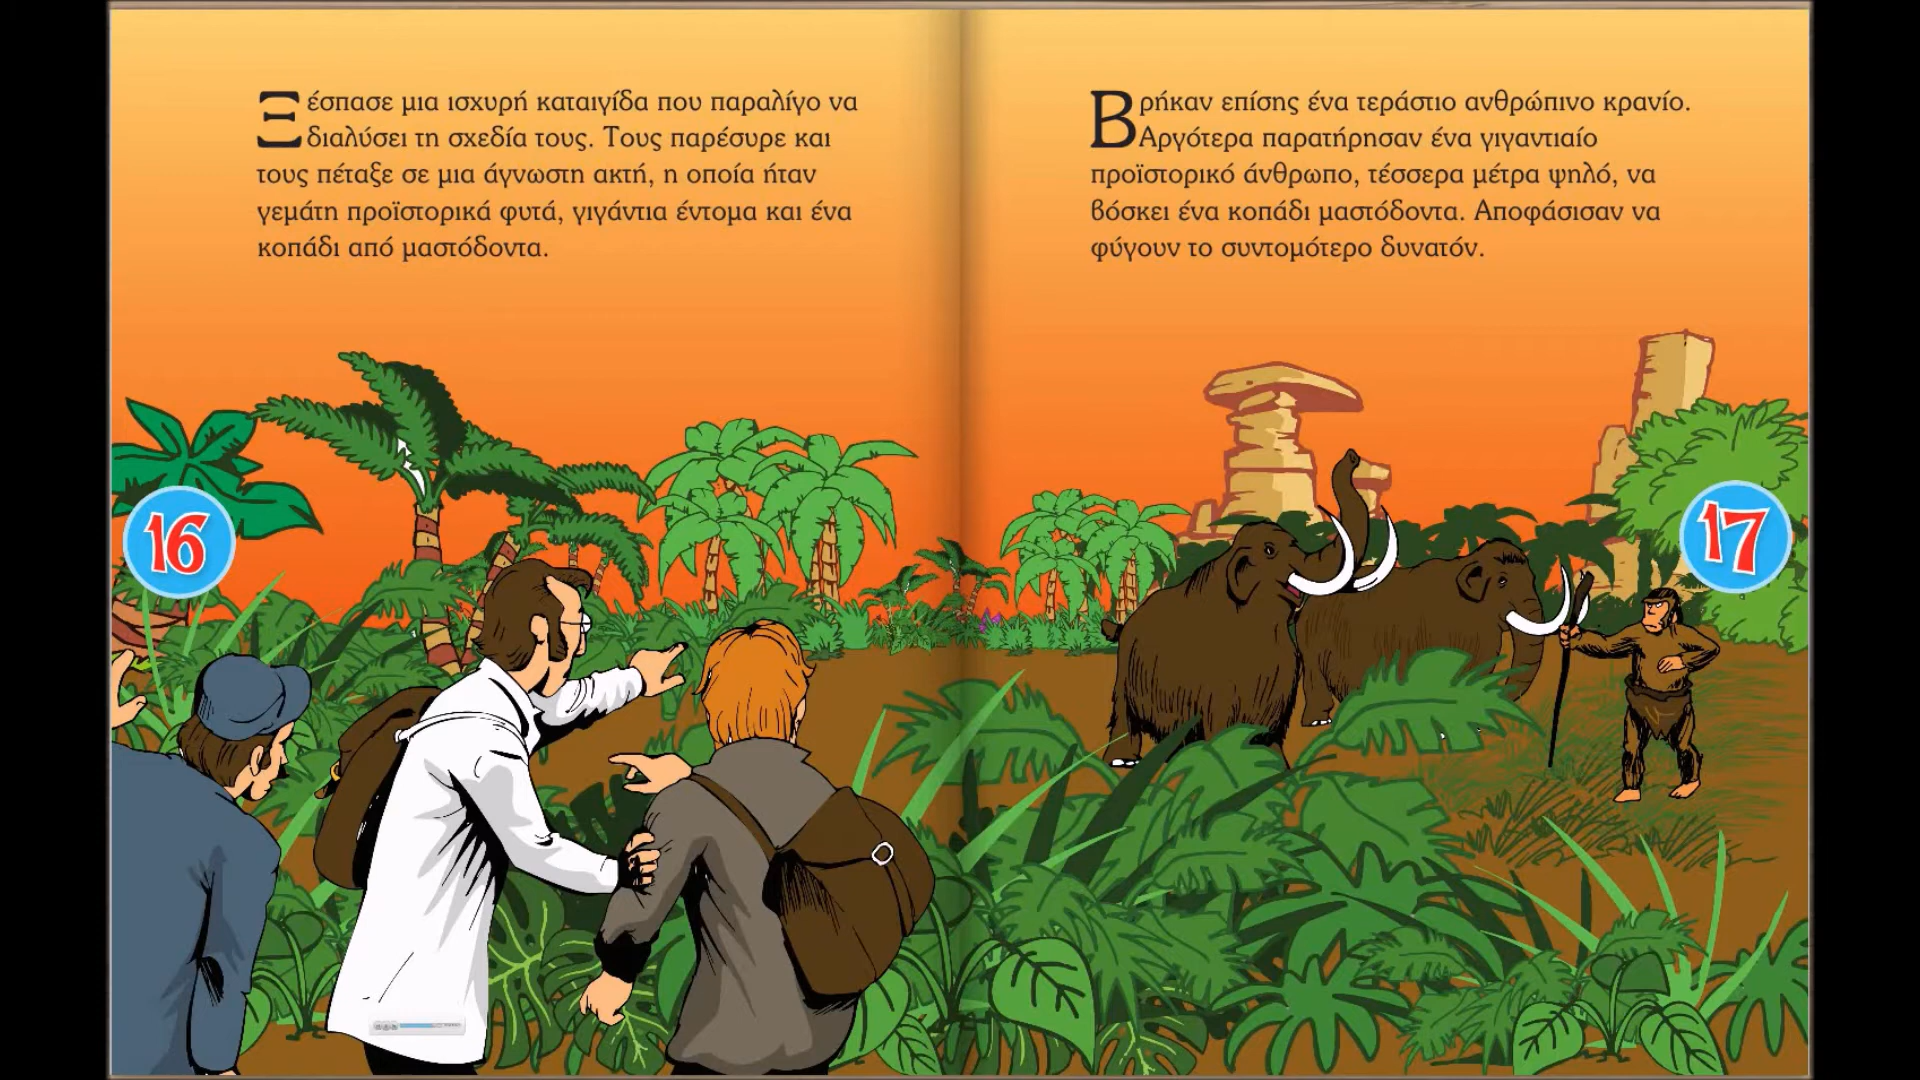 Ξέσπασε μια ισχυρή καταιγίδα που παραλίγο να
διαλύσει τη σχεδία τους. Τους παρέσυρε και
τους πέταξε σε μια άγνωστη ακτή, η οποία ήταν
γεμάτη προϊστορικά φυτά, γιγάντια έντομα και ένα
κοπάδι από μαστόδοντα.
16
Βρήκαν επίσης ένα τεράστιο ανθρώπινο κρανίο.
Αργότερα παρατήρησαν ένα γιγαντιαίο
προϊστορικό άνθρωπο, τέσσερα μέτρα ψηλό, να
βόσκει ένα κοπάδι μαστόδοντα. Αποφάσισαν να
φύγουν το συντομότερο δυνατόν.
17